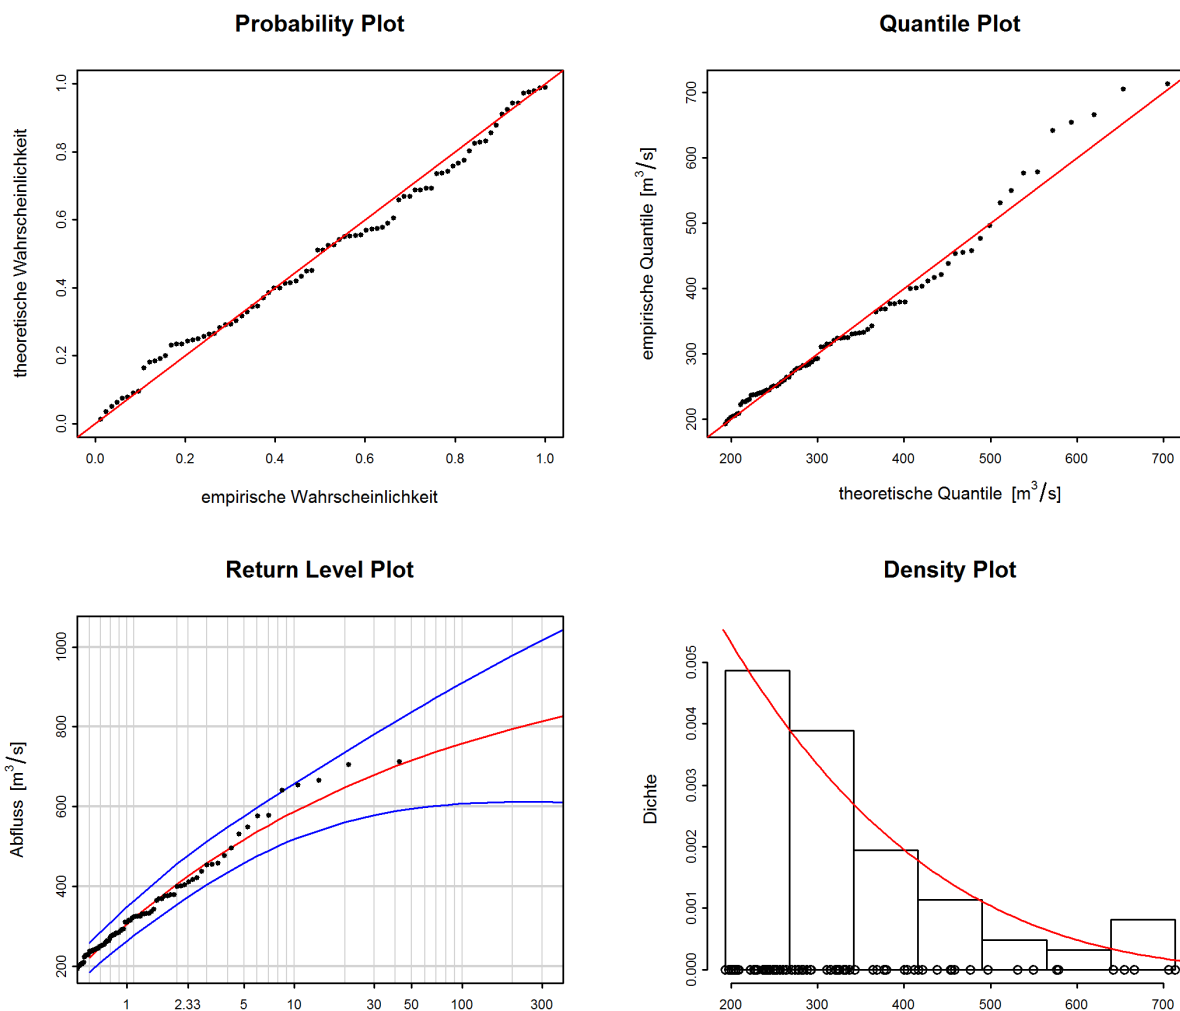 Probability Plot
theoretische Wahrscheinlichkeit
0.0 0.2 0.4 0.6 0.8 1.0
0.0 0.2 0.4 0.6 0.8 1.0
empirische Wahrscheinlichkeit
Quantile Plot
empirische Quantile [m³/s]
200 300 400 500 600 700
200 300 400 500 600 700
theoretische Quantile [m³/s]
Return Level Plot
Abfluss [m³/s]
200 400 600 800 1000
1 2.33 5 10 30 50 100 300
Density Plot
Dichte
0.000 0.001 0.002 0.003 0.004 0.005
200 300 400 500 600 700